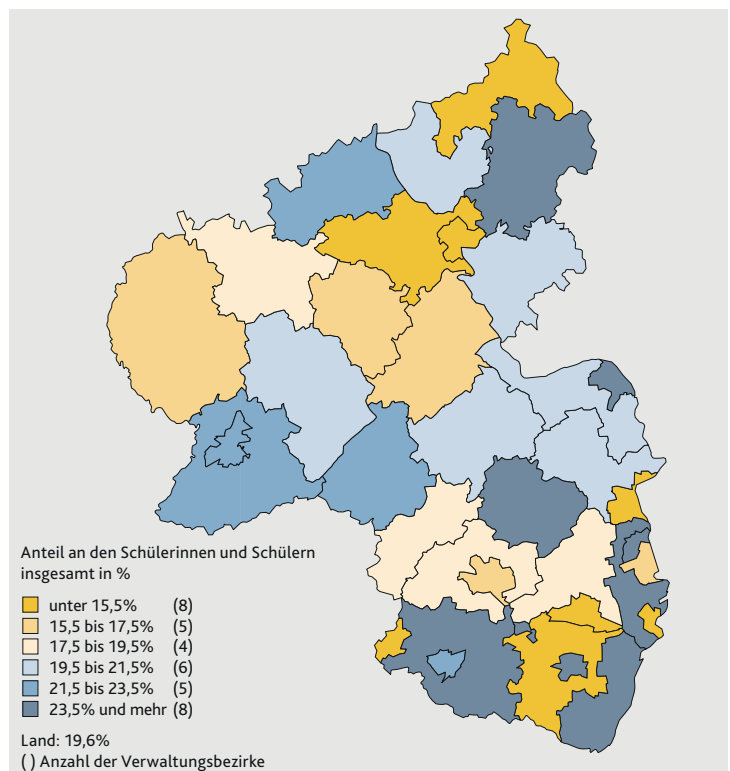 Anteil an den Schülerinnen und Schülern
insgesamt in %
unter 15,5% (8)
15,5 bis 17,5% (5)
17,5 bis 19,5% (4)
19,5 bis 21,5% (6)
21,5 bis 23,5% (5)
23,5% und mehr (8)
Land: 19,6%
( ) Anzahl der Verwaltungsbezirke